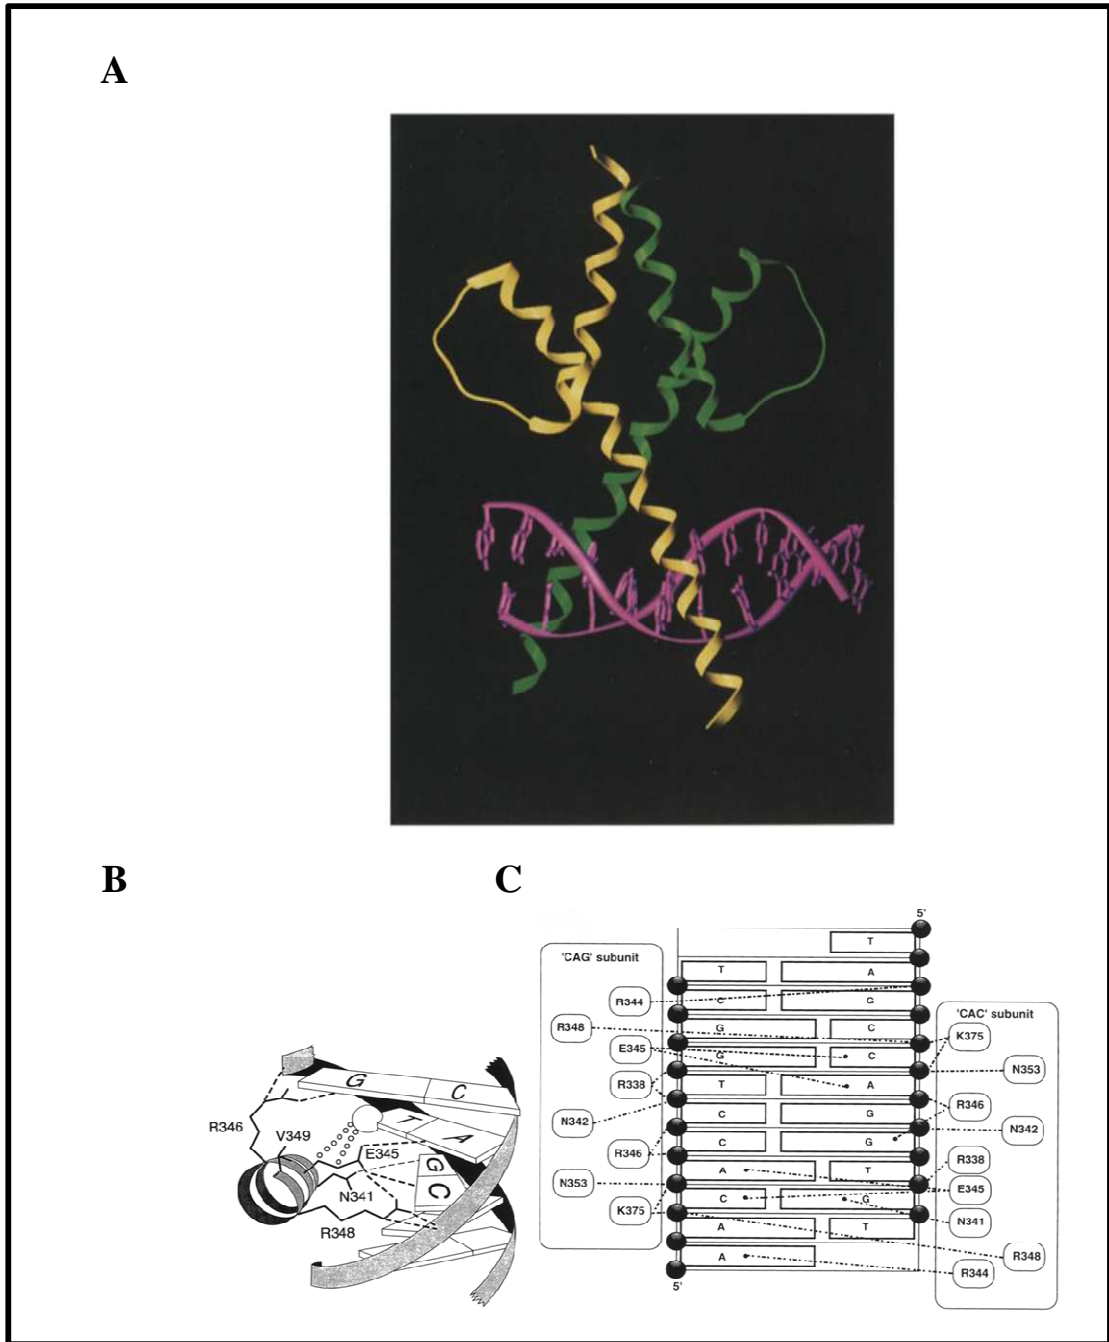 A
B
C
R346
V349
E345
N341
R348
G
C
T
A
G
C
5'
'CAG' subunit
R344
R348
E345
R338
N342
R346
N353
K375
T
T
A
C
G
G
C
G
C
T
A
C
G
C
G
A
T
C
G
A
T
A
5'
'CAC' subunit
K375
N353
R346
N342
R338
E345
N341
R348
R344